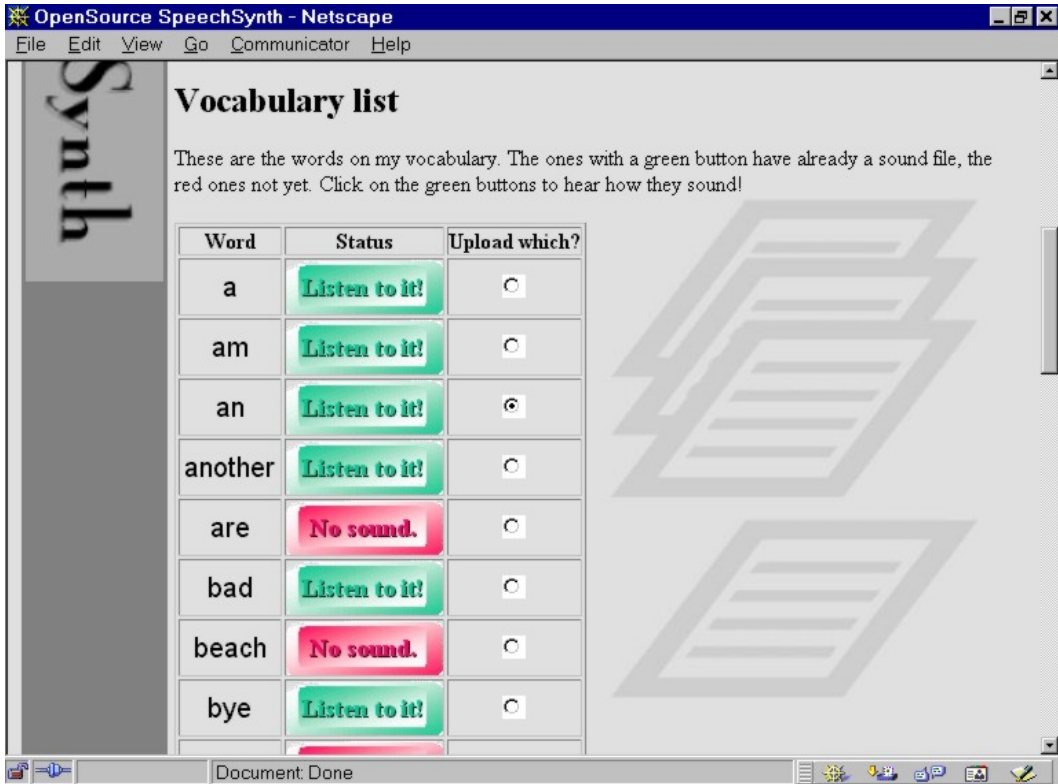 OpenSource SpeechSynth - Netscape
File Edit View Go Communicator Help
Synth
Vocabulary list
These are the words on my vocabulary. The ones with a green button have already a sound file, the
red ones not yet. Click on the green buttons to hear how they sound!
Word Status Upload which?
a Listen to it!
am Listen to it!
an Listen to it!
another Listen to it!
are No sound.
bad Listen to it!
beach No sound.
bye Listen to it!
Document: Done